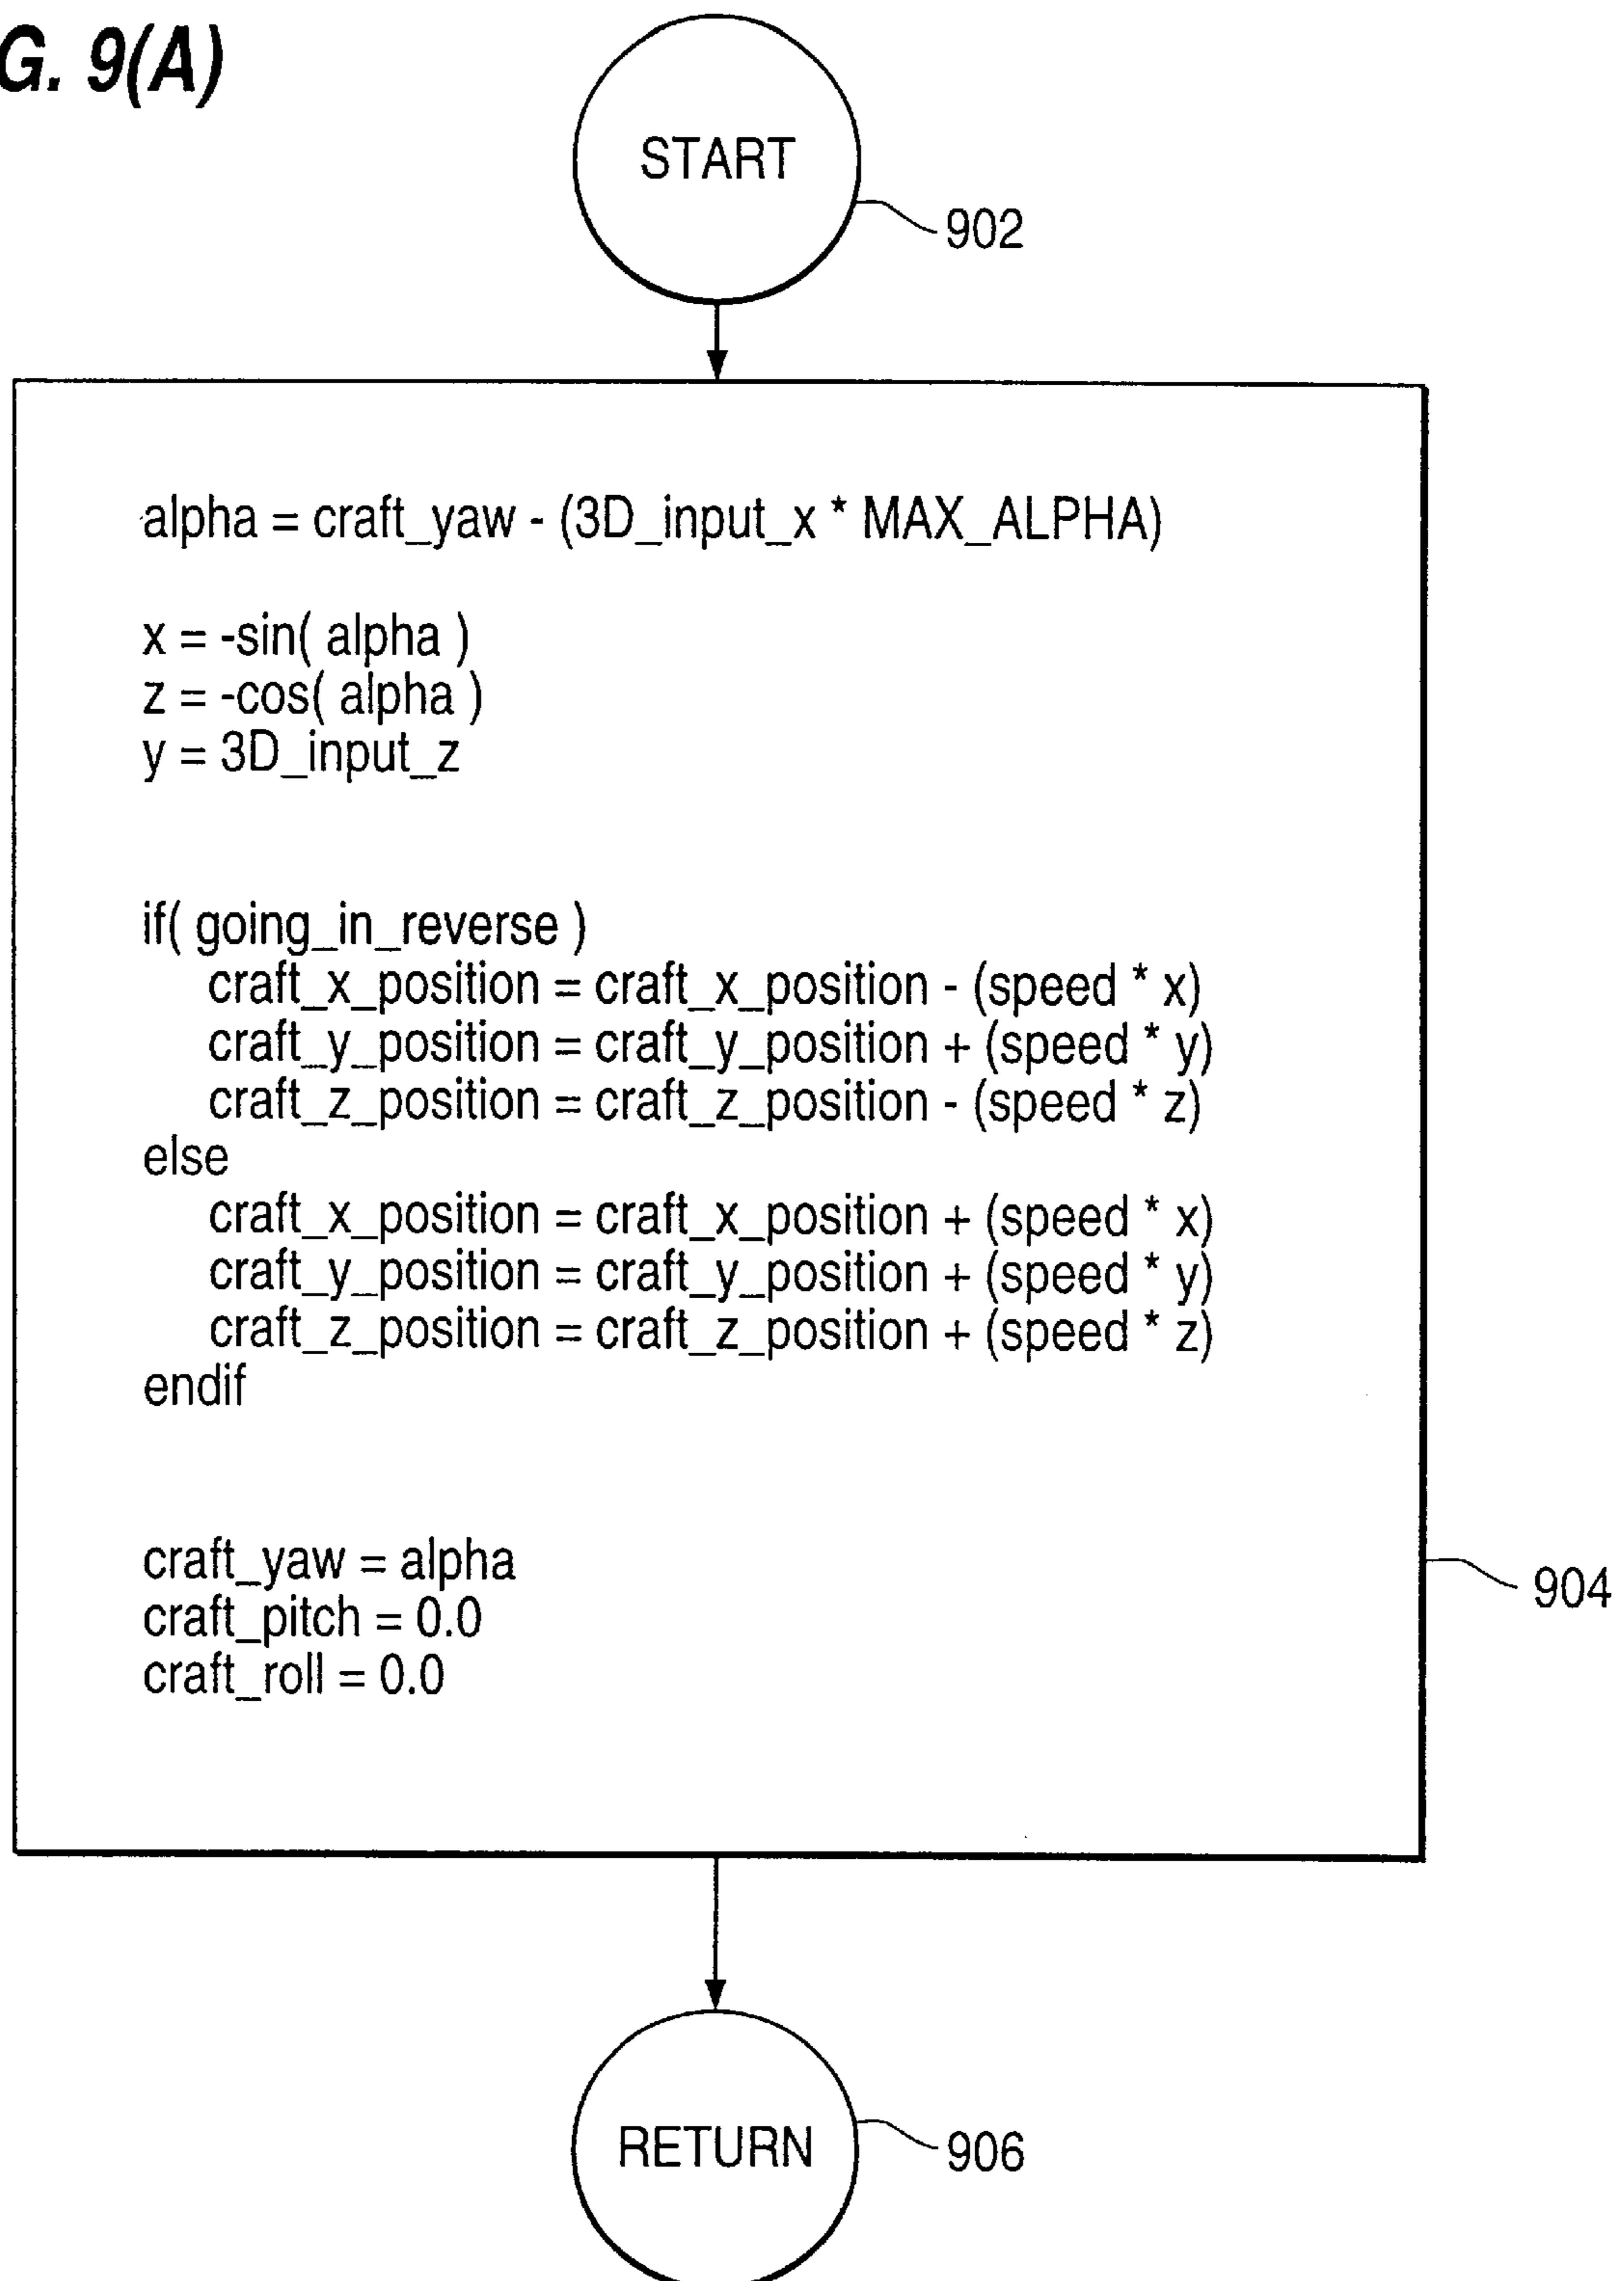 G. 9(A)
START
902
alpha = craft_yaw - (3D_input_x * MAX_ALPHA)
x = -sin( alpha )
z = -cos( alpha )
y = 3D_input_z
if( going_in_reverse )
craft_x_position = craft_x_position - (speed * x)
craft_y_position = craft_y_position + (speed * y)
craft_z_position = craft_z_position - (speed * z)
else
craft_x_position = craft_x_position + (speed * x)
craft_y_position = craft_y_position + (speed * y)
craft_z_position = craft_z_position + (speed * z)
endif
craft_yaw = alpha
craft_pitch = 0.0
craft_roll = 0.0
904
RETURN
906